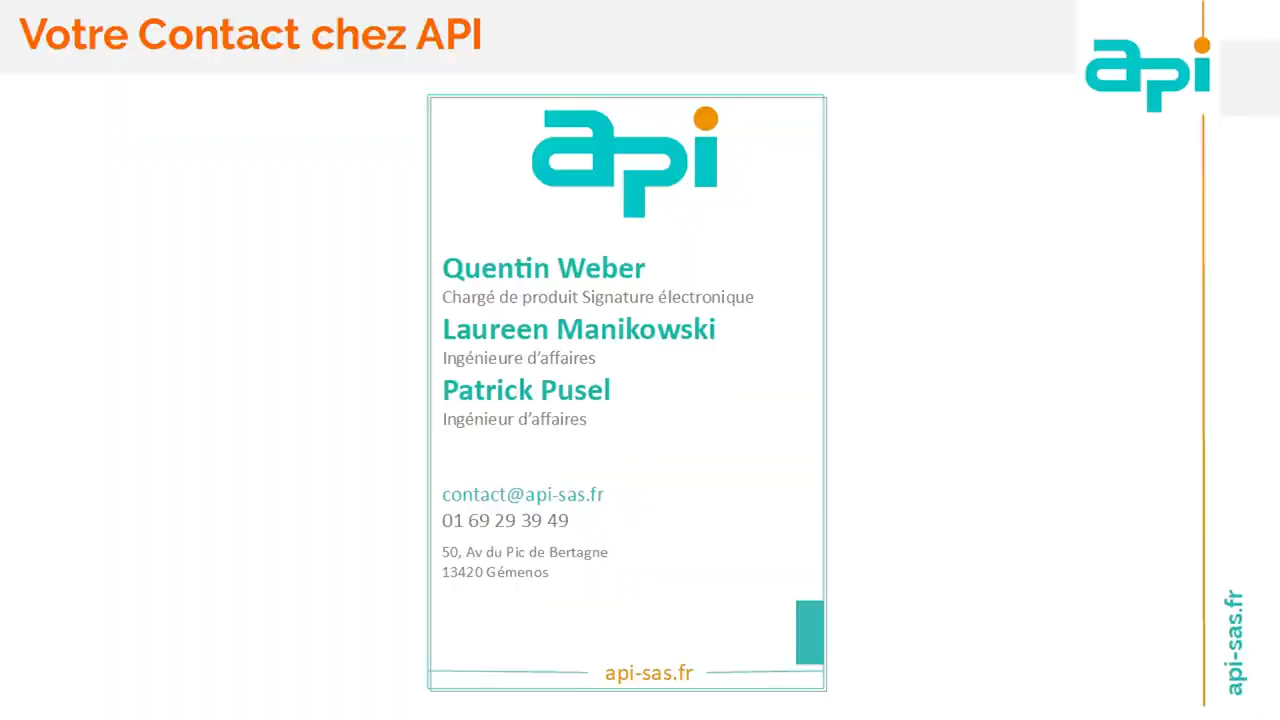 Votre Contact chez API
api
api
Quentin Weber
Chargé de produit Signature électronique
Laureen Manikowski
Ingénieure d’affaires
Patrick Pusel
Ingénieur d’affaires
contact@api-sas.fr
01 69 29 39 49
50, Av du Pic de Bertagne
13420 Gémenos
api-sas.fr
api-sas.fr